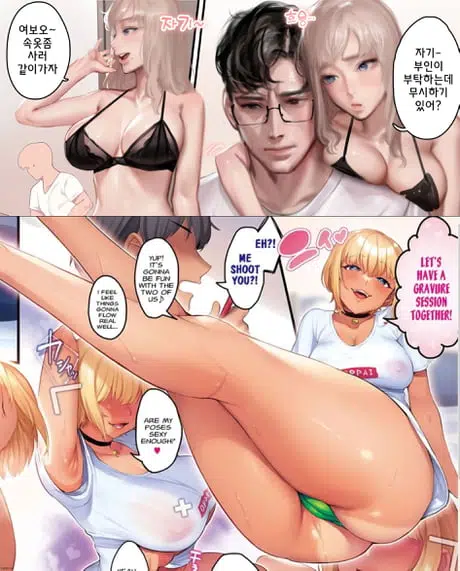 여보오~
속옷좀
사러
같이가자
자기~
흐응...
자기-
부인이
부탁하는데
무시하기
있어?
EH?!
ME
SHOOT
YOU?!
LET'S
HAVE A
GRAVURE
SESSION
TOGETHER!
YUP!
IT'S
GONNA
BE FUN
WITH THE
TWO OF
US♪
I FEEL
LIKE
THINGS
GONNA
FLOW
REAL
WELL...
ARE MY
POSES
SEXY
ENOUGH?
♥